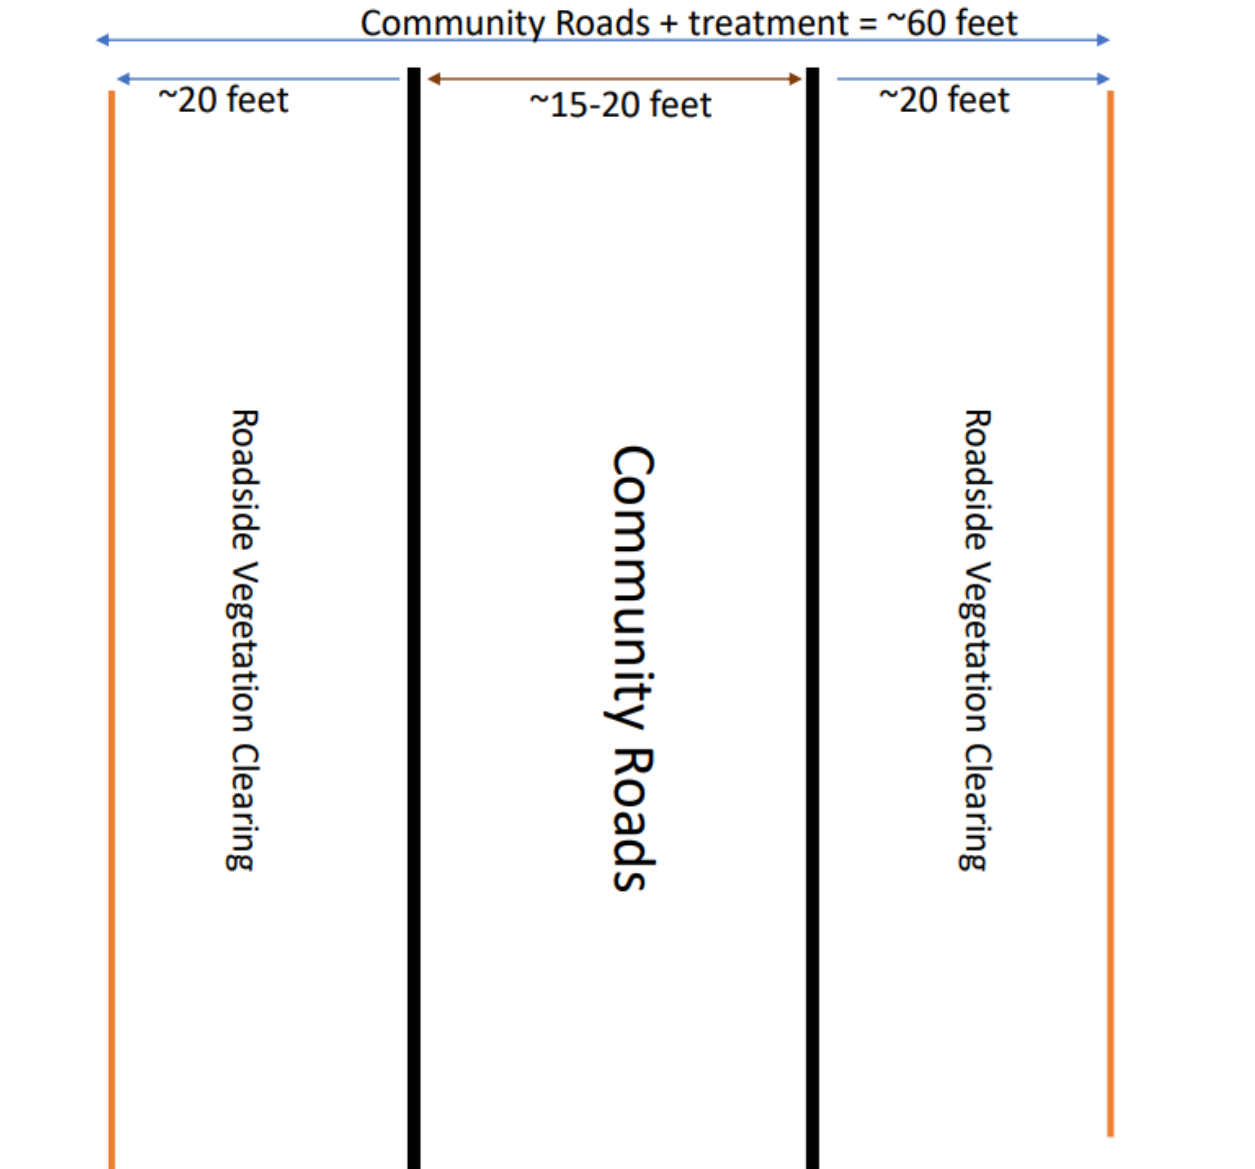 Community Roads + treatment = ~60 feet
~20 feet
~15-20 feet
~20 feet
Roadside Vegetation Clearing
Community Roads
Roadside Vegetation Clearing